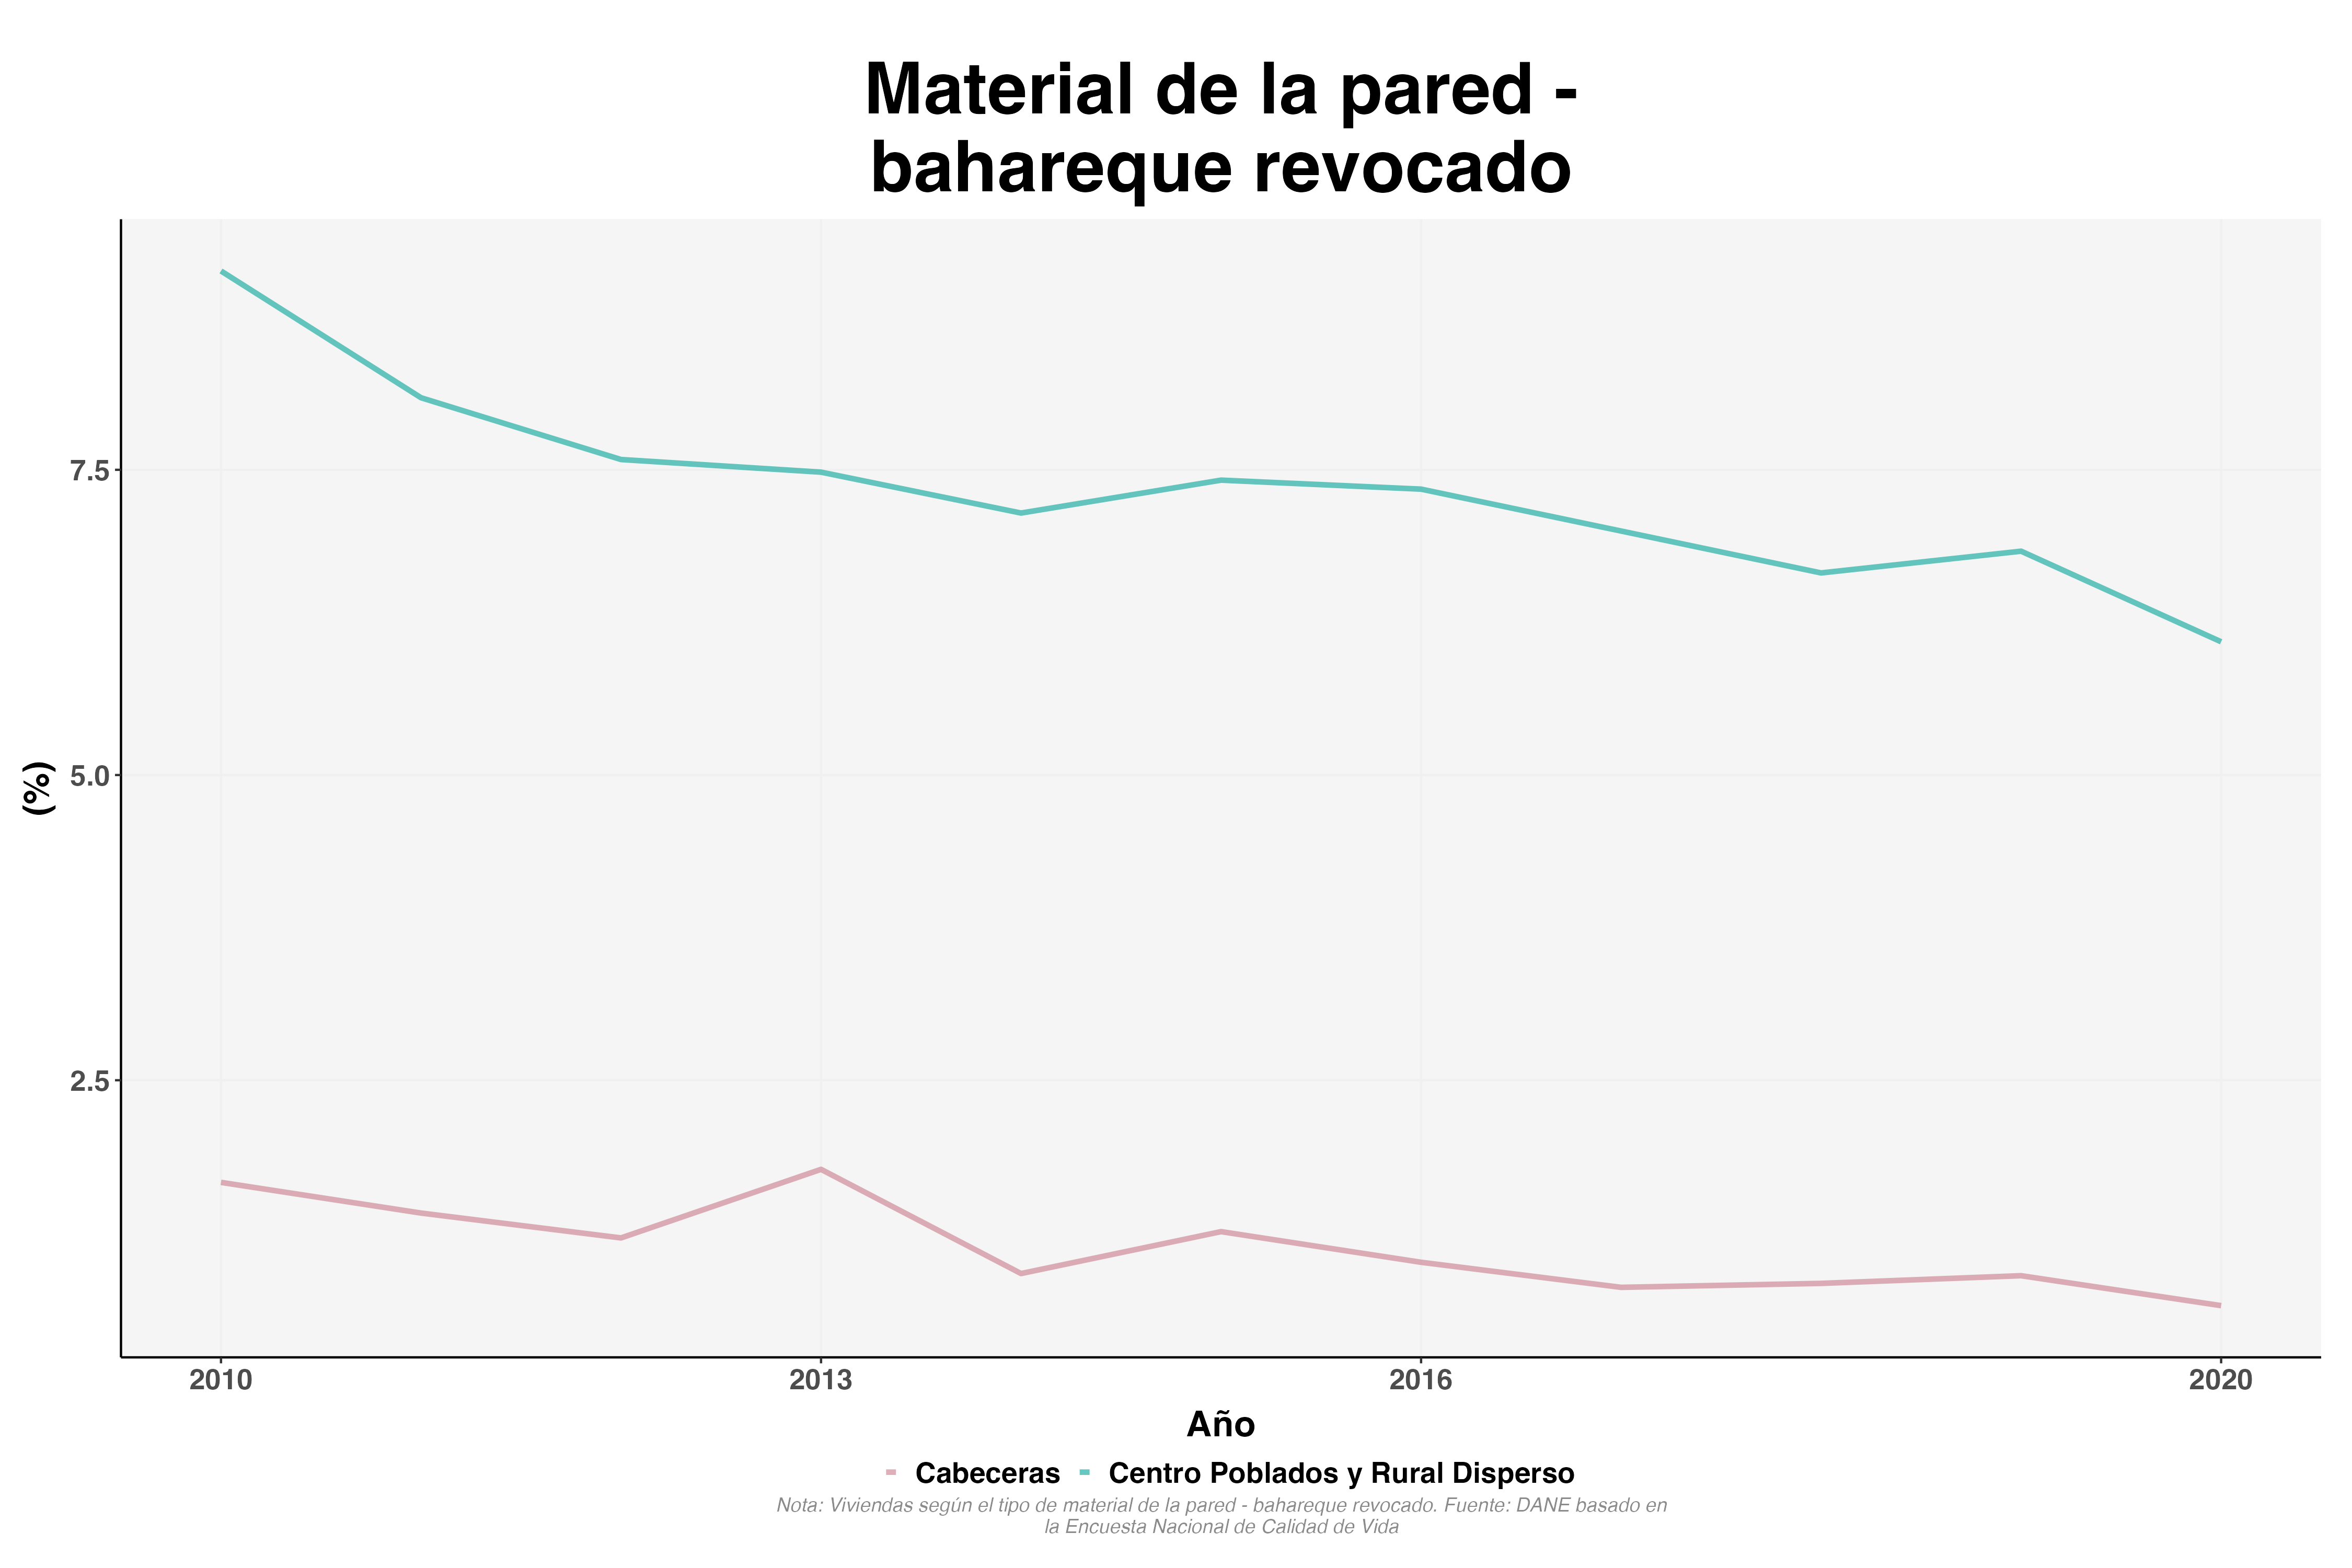 Material de la pared -
bahareque revocado
(%)
7.5
5.0
2.5
2010
2013
2016
2020
Año
Cabeceras
Centro Poblados y Rural Disperso
Nota: Viviendas según el tipo de material de la pared - bahareque revocado. Fuente: DANE basado en
la Encuesta Nacional de Calidad de Vida